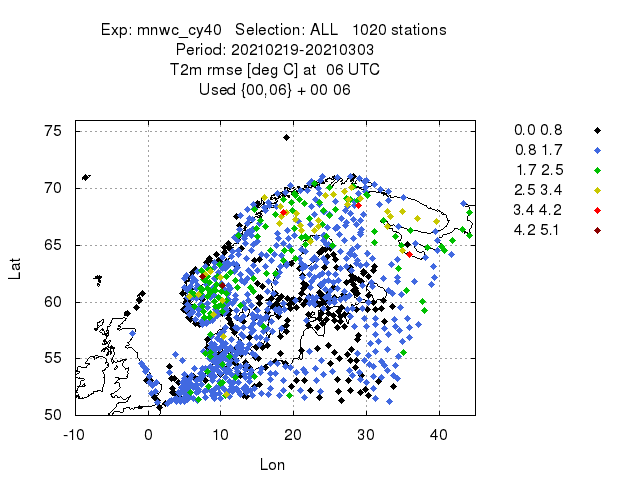 Exp: mnwc_cy40 Selection: ALL 1020 stations
Period: 20210219-20210303
T2m rmse [deg C] at 06 UTC
Used {00,06} + 00 06
0.0 0.8
0.8 1.7
1.7 2.5
2.5 3.4
3.4 4.2
4.2 5.1
75
70
65
60
55
50
Lat
-10 0 10 20 30 40
Lon